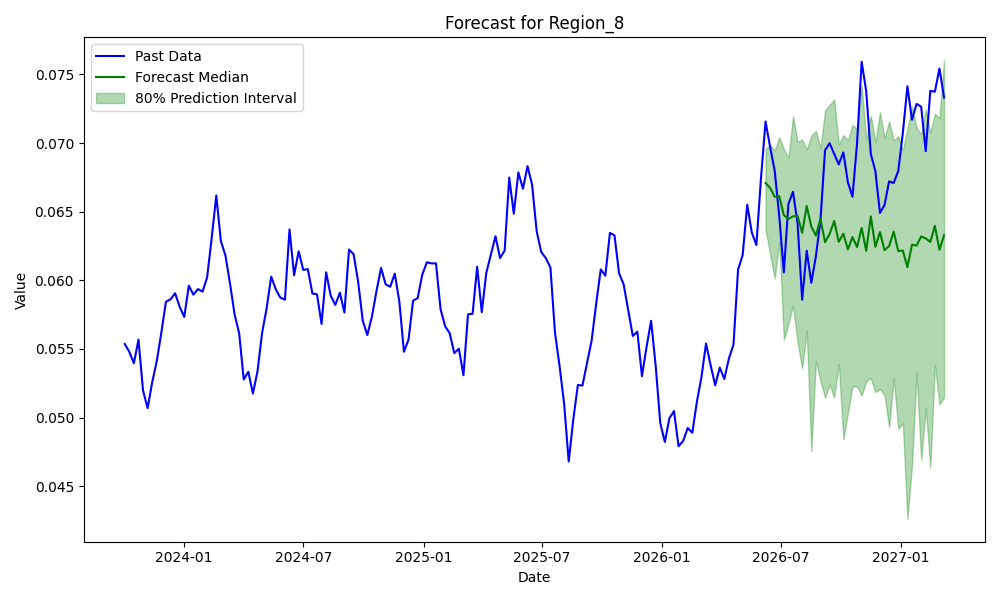 Forecast for Region_8
Past Data
Forecast Median
80% Prediction Interval
Value
0.075
0.070
0.065
0.060
0.055
0.050
0.045
2024-01
2024-07
2025-01
2025-07
2026-01
2026-07
2027-01
Date